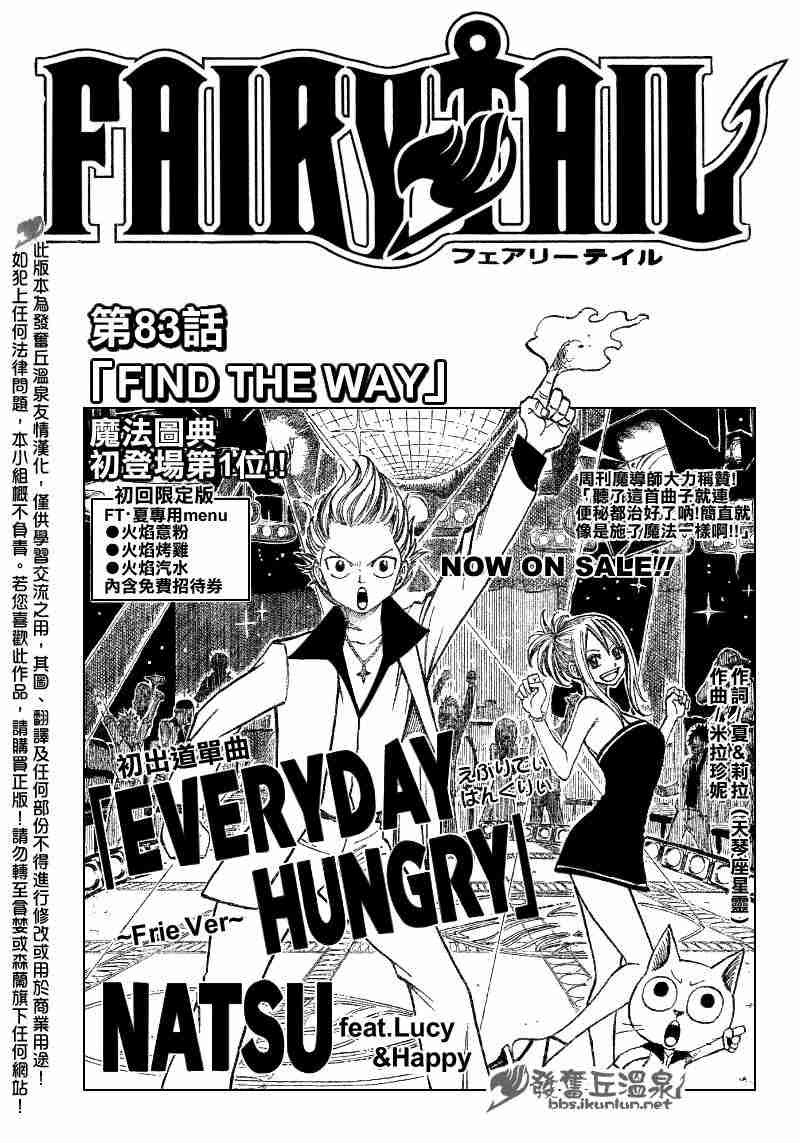 FAIRY TAIL
フェアリーテイル
第83話
「FIND THE WAY」
魔法圖典
初登場第1位!!
初回限定版
FT·夏專用menu
●火焰意粉
●火焰烤雞
●火焰汽水
內含免費招待券
周刊魔導師大力稱贊!
「聽了這首曲子就連
便秘都治好了吶!簡直就
像是施了魔法一樣啊!!」
NOW ON SALE!!
作詞/夏&莉拉(天琴座星靈)
作曲/米拉珍妮
初出道單曲
「EVERYDAY
えぶりでぃ
はんぐりぃ
HUNGRY」
~Frie Ver~
NATSU
feat.Lucy
&Happy
發奮丘溫泉
bbs.ikunlun.net
此版本為發奮丘溫泉友情漢化，僅供學習交流之用，其圖、翻譯及任何部份不得進行修改或用於商業用途！
如犯上任何法律問題，本小組概不負責。若您喜歡此作品，請購買正版！請勿轉至貪婪或森蘭旗下任何網站！